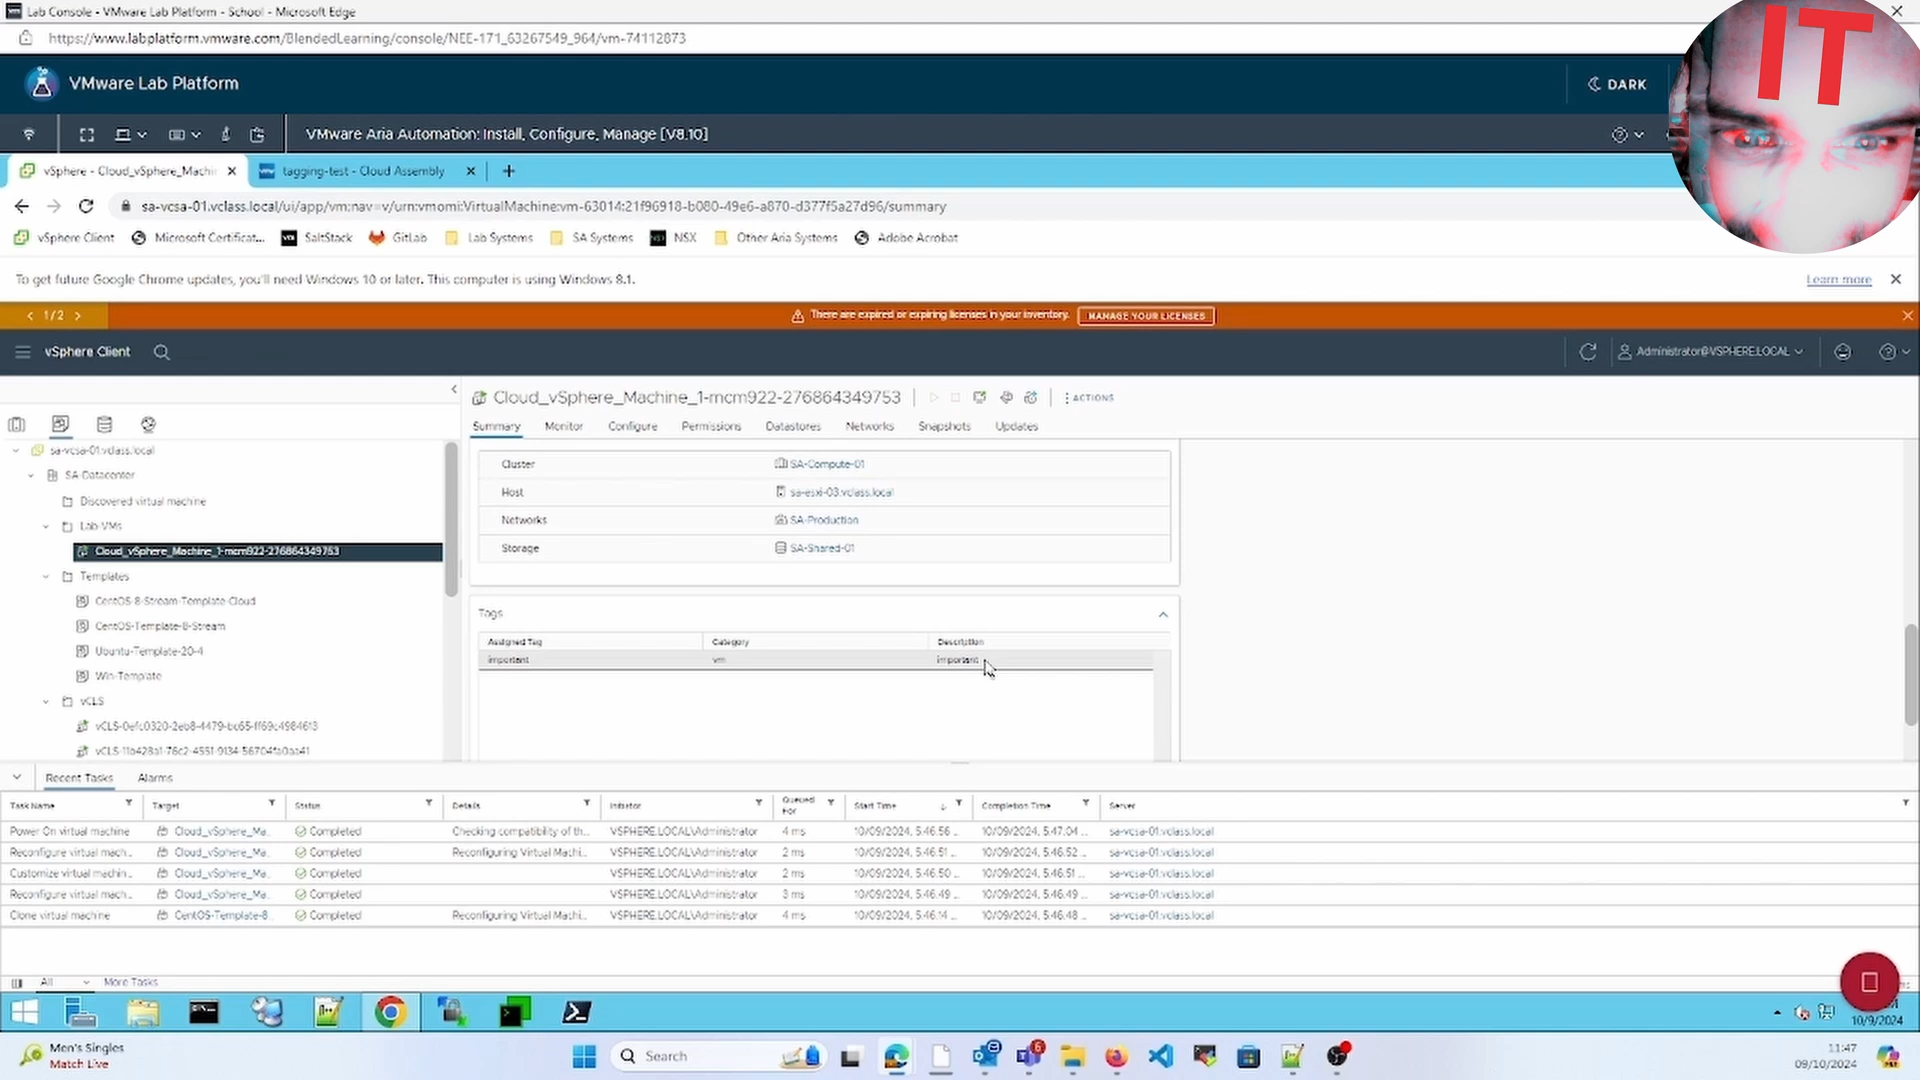 Lab Console - VMware Lab Platform - School - Microsoft Edge
https://www.labplatform.vmware.com/BlendedLearning/console/NEE-171_63267549_964/vm-74112873
IT
VMware Lab Platform
DARK
VMware Aria Automation: Install, Configure, Manage [V8.10]
vSphere - Cloud_vSphere_Machi
tagging-test - Cloud Assembly
sa-vcsa-01.vclass.local/ui/app/vm;nav=v/urn:vmomi:VirtualMachine:vm-63014:21f96918-b080-49e6-a870-d377f5a27d96/summary
vSphere Client
Microsoft Certificat...
SaltStack
GitLab
Lab Systems
SA Systems
NSX
Other Aria Systems
Adobe Acrobat
To get future Google Chrome updates, you'll need Windows 10 or later. This computer is using Windows 8.1.
Learn more
1/2
There are expired or expiring licenses in your inventory.
MANAGE YOUR LICENSES
vSphere Client
Administrator@VSPHERE.LOCAL
Cloud_vSphere_Machine_1-mcm922-276864349753
ACTIONS
Summary
Monitor
Configure
Permissions
Datastores
Networks
Snapshots
Updates
sa-vcsa-01.vclass.local
SA-Datacenter
Discovered virtual machine
Lab-VMs
Cloud_vSphere_Machine_1-mcm922-276864349753
Templates
CentOS-8-Stream-Template-Cloud
CentOS-Template-8-Stream
Ubuntu-Template-20-4
Win-Template
vCLS
Cluster SA-Compute-01
Host sa-esxi-03.vclass.local
Networks SA-Production
Storage SA-Shared-01
Tags
Assigned Tag Category Description
important vm important
Recent Tasks
Alarms
Task Name Target Status Details Initiator Queued For Start Time Completion Time Server
Power On virtual machine Cloud_vSphere_Ma. Completed Checking compatibility of th... VSPHERE.LOCAL\Administrator 4 ms 10/09/2024, 5:46:56 ... 10/09/2024, 5:47:04 ... sa-vcsa-01.vclass.local
Reconfigure virtual mach... Cloud_vSphere_Ma. Completed Reconfiguring Virtual Machi... VSPHERE.LOCAL\Administrator 2 ms 10/09/2024, 5:46:51 ... 10/09/2024, 5:46:52 ... sa-vcsa-01.vclass.local
Customize virtual machin... Cloud_vSphere_Ma. Completed VSPHERE.LOCAL\Administrator 2 ms 10/09/2024, 5:46:50 ... 10/09/2024, 5:46:51 ... sa-vcsa-01.vclass.local
Reconfigure virtual mach... Cloud_vSphere_Ma. Completed VSPHERE.LOCAL\Administrator 3 ms 10/09/2024, 5:46:49 ... 10/09/2024, 5:46:49 ... sa-vcsa-01.vclass.local
Clone virtual machine CentOS-Template-8 Completed Reconfiguring Virtual Machi... VSPHERE.LOCAL\Administrator 4 ms 10/09/2024, 5:46:14 ... 10/09/2024, 5:46:48 ... sa-vcsa-01.vclass.local
All
More Tasks
10/9/2024
Men's Singles
Match Live
Search
6
11:47
09/10/2024